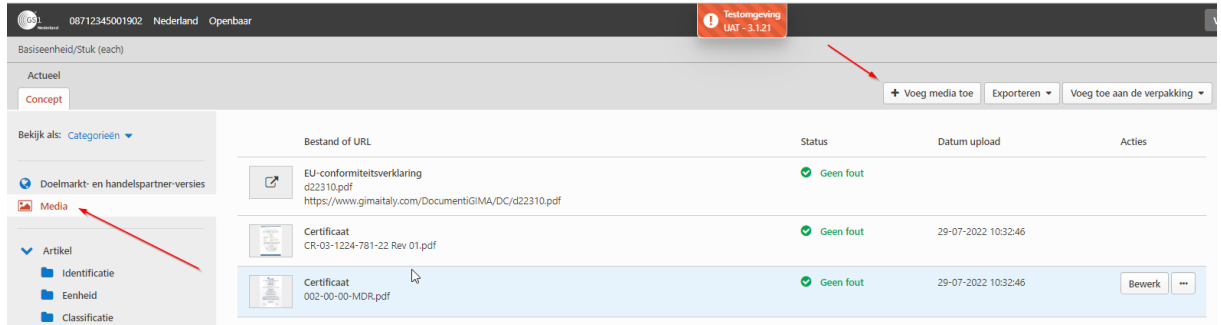 GS1 Nederland 08712345001902 Nederland Openbaar
Testomgeving
UAT - 3.1.21
V
Basiseenheid/Stuk (each)
Actueel
Concept
+ Voeg media toe
Exporteren
Voeg toe aan de verpakking
Bekijk als: Categorieën
Bestand of URL
Status
Datum upload
Acties
EU-conformiteitsverklaring
Geen fout
d22310.pdf
https://www.gimaitaly.com/DocumentiGIMA/DC/d22310.pdf
Doelmarkt- en handelspartner-versies
Media
Certificaat
Geen fout
29-07-2022 10:32:46
CR-03-1224-781-22 Rev 01.pdf
Artikel
Identificatie
Eenheid
Classificatie
Certificaat
Geen fout
29-07-2022 10:32:46
Bewerk
...
002-00-00-MDR.pdf